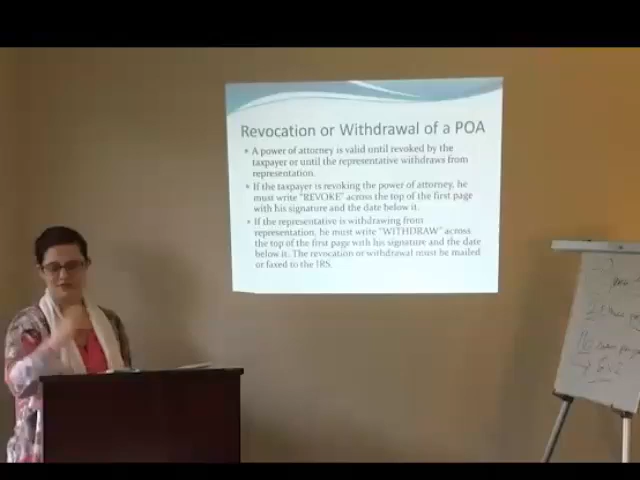 Revocation or Withdrawal of a POA
• A power of attorney is valid until revoked by the
taxpayer or until the representative withdraws from
representation.
• If the taxpayer is revoking the power of attorney, he
must write "REVOKE" across the top of the first page
with his signature and the date below it.
• If the representative is withdrawing from
representation, he must write "WITHDRAW" across
the top of the first page with his signature and the date
below it. The revocation or withdrawal must be mailed
or faxed to the IRS.